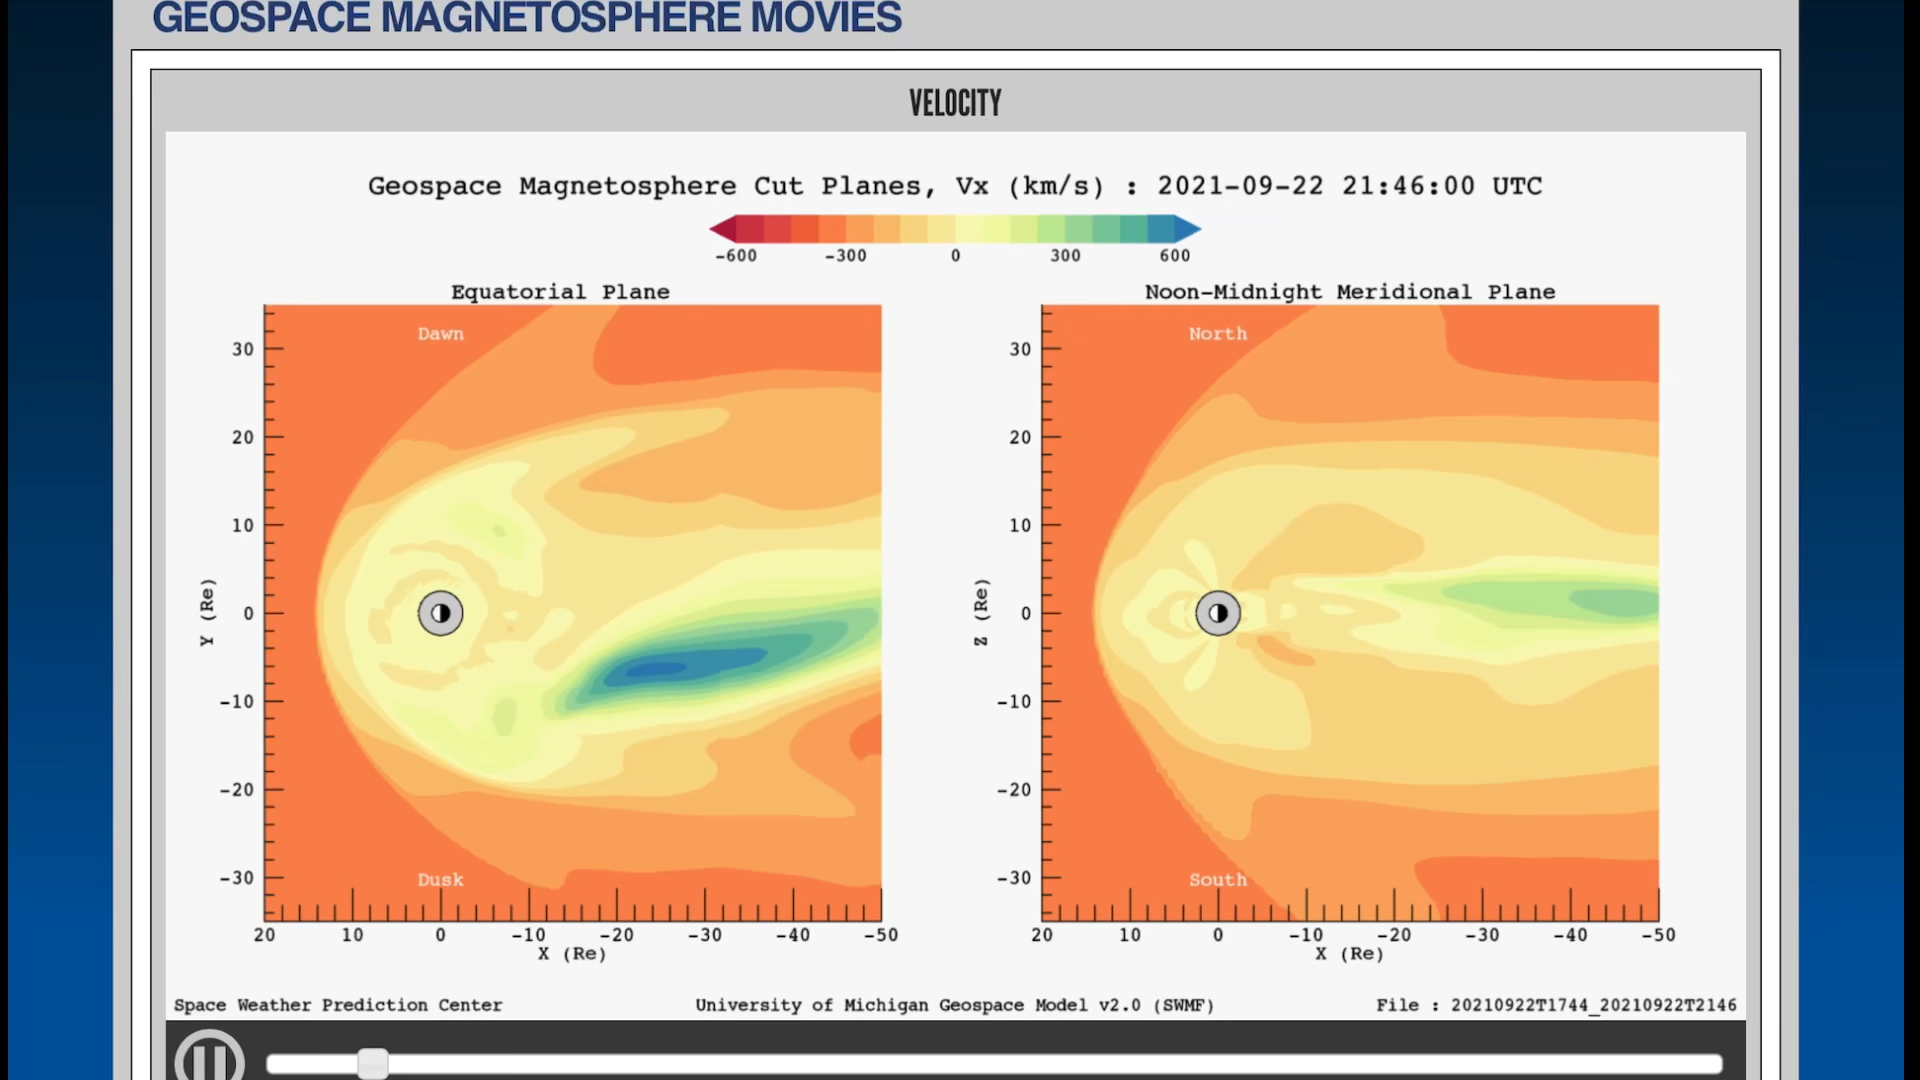 GEOSPACE MAGNETOSPHERE MOVIES
VELOCITY
Geospace Magnetosphere Cut Planes, Vx (km/s) : 2021-09-22 21:46:00 UTC
-600 -300 0 300 600
Equatorial Plane
Dawn
30
20
10
0
-10
-20
-30
Y (Re)
Dusk
20 10 0 -10 -20 -30 -40 -50
X (Re)
Noon-Midnight Meridional Plane
North
30
20
10
0
-10
-20
-30
Z (Re)
South
20 10 0 -10 -20 -30 -40 -50
X (Re)
Space Weather Prediction Center University of Michigan Geospace Model v2.0 (SWMF) File : 20210922T1744_20210922T2146